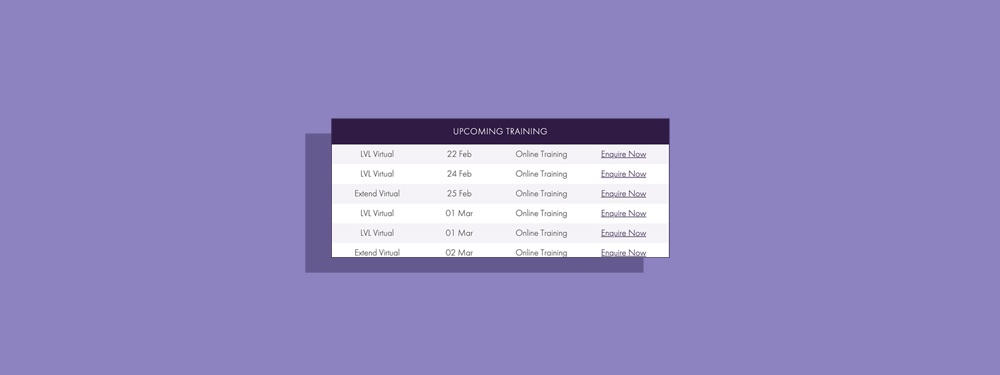 UPCOMING TRAINING
LVL Virtual 22 Feb Online Training Enquire Now
LVL Virtual 24 Feb Online Training Enquire Now
Extend Virtual 25 Feb Online Training Enquire Now
LVL Virtual 01 Mar Online Training Enquire Now
LVL Virtual 01 Mar Online Training Enquire Now
Extend Virtual 02 Mar Online Training Enquire Now